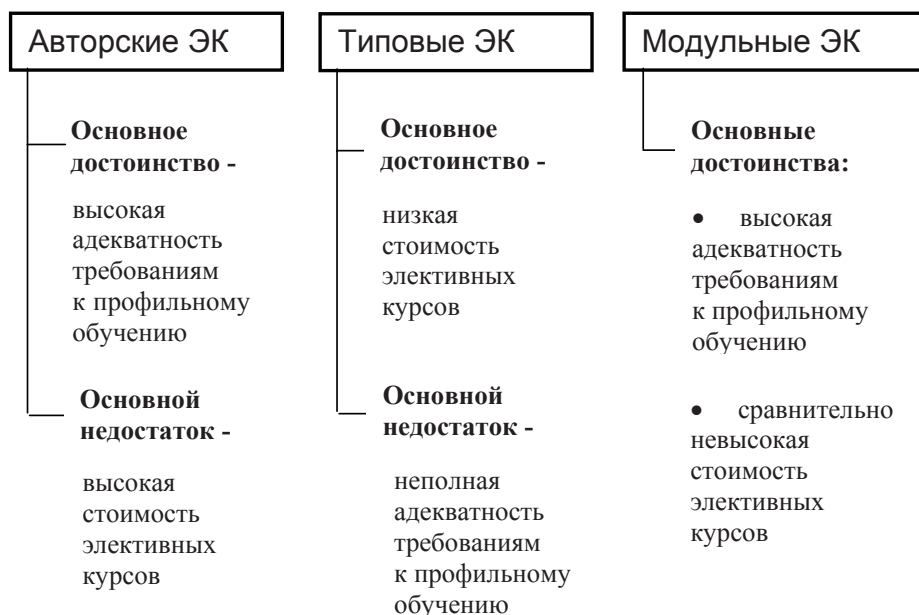 Авторские ЭК
Основное
достоинство -
высокая
адекватность
требованиям
к профильному
обучению
Основной
недостаток -
высокая
стоимость
элективных
курсов
Типовые ЭК
Основное
достоинство -
низкая
стоимость
элективных
курсов
Основной
недостаток -
неполная
адекватность
требованиям
к профильному
обучению
Модульные ЭК
Основные
достоинства:
• высокая
адекватность
требованиям
к профильному
обучению
• сравнительно
невысокая
стоимость
элективных
курсов